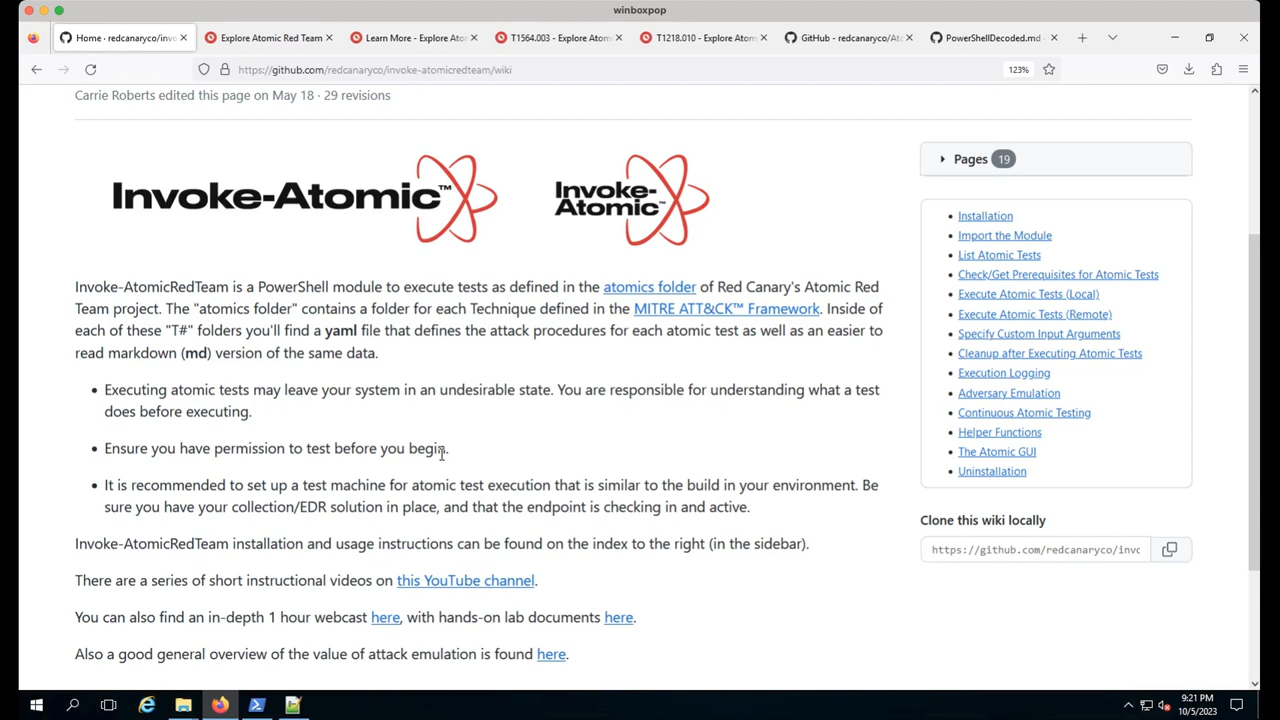 winboxpop
Home · redcanaryco/invo
Explore Atomic Red Team
Learn More - Explore Aton
T1564.003 - Explore Atom
T1218.010 - Explore Atom
GitHub - redcanaryco/Ato
PowerShellDecoded.md -
https://github.com/redcanaryco/invoke-atomicredteam/wiki
123%
Carrie Roberts edited this page on May 18 · 29 revisions
Invoke-Atomic™
Invoke-
Atomic™
Invoke-AtomicRedTeam is a PowerShell module to execute tests as defined in the atomics folder of Red Canary's Atomic Red
Team project. The "atomics folder" contains a folder for each Technique defined in the MITRE ATT&CK™ Framework. Inside of
each of these "T#" folders you'll find a yaml file that defines the attack procedures for each atomic test as well as an easier to
read markdown (md) version of the same data.
• Executing atomic tests may leave your system in an undesirable state. You are responsible for understanding what a test
does before executing.
• Ensure you have permission to test before you begin.
• It is recommended to set up a test machine for atomic test execution that is similar to the build in your environment. Be
sure you have your collection/EDR solution in place, and that the endpoint is checking in and active.
Invoke-AtomicRedTeam installation and usage instructions can be found on the index to the right (in the sidebar).
There are a series of short instructional videos on this YouTube channel.
You can also find an in-depth 1 hour webcast here, with hands-on lab documents here.
Also a good general overview of the value of attack emulation is found here.
Pages 19
• Installation
• Import the Module
• List Atomic Tests
• Check/Get Prerequisites for Atomic Tests
• Execute Atomic Tests (Local)
• Execute Atomic Tests (Remote)
• Specify Custom Input Arguments
• Cleanup after Executing Atomic Tests
• Execution Logging
• Adversary Emulation
• Continuous Atomic Testing
• Helper Functions
• The Atomic GUI
• Uninstallation
Clone this wiki locally
https://github.com/redcanaryco/invc
9:21 PM
10/5/2023